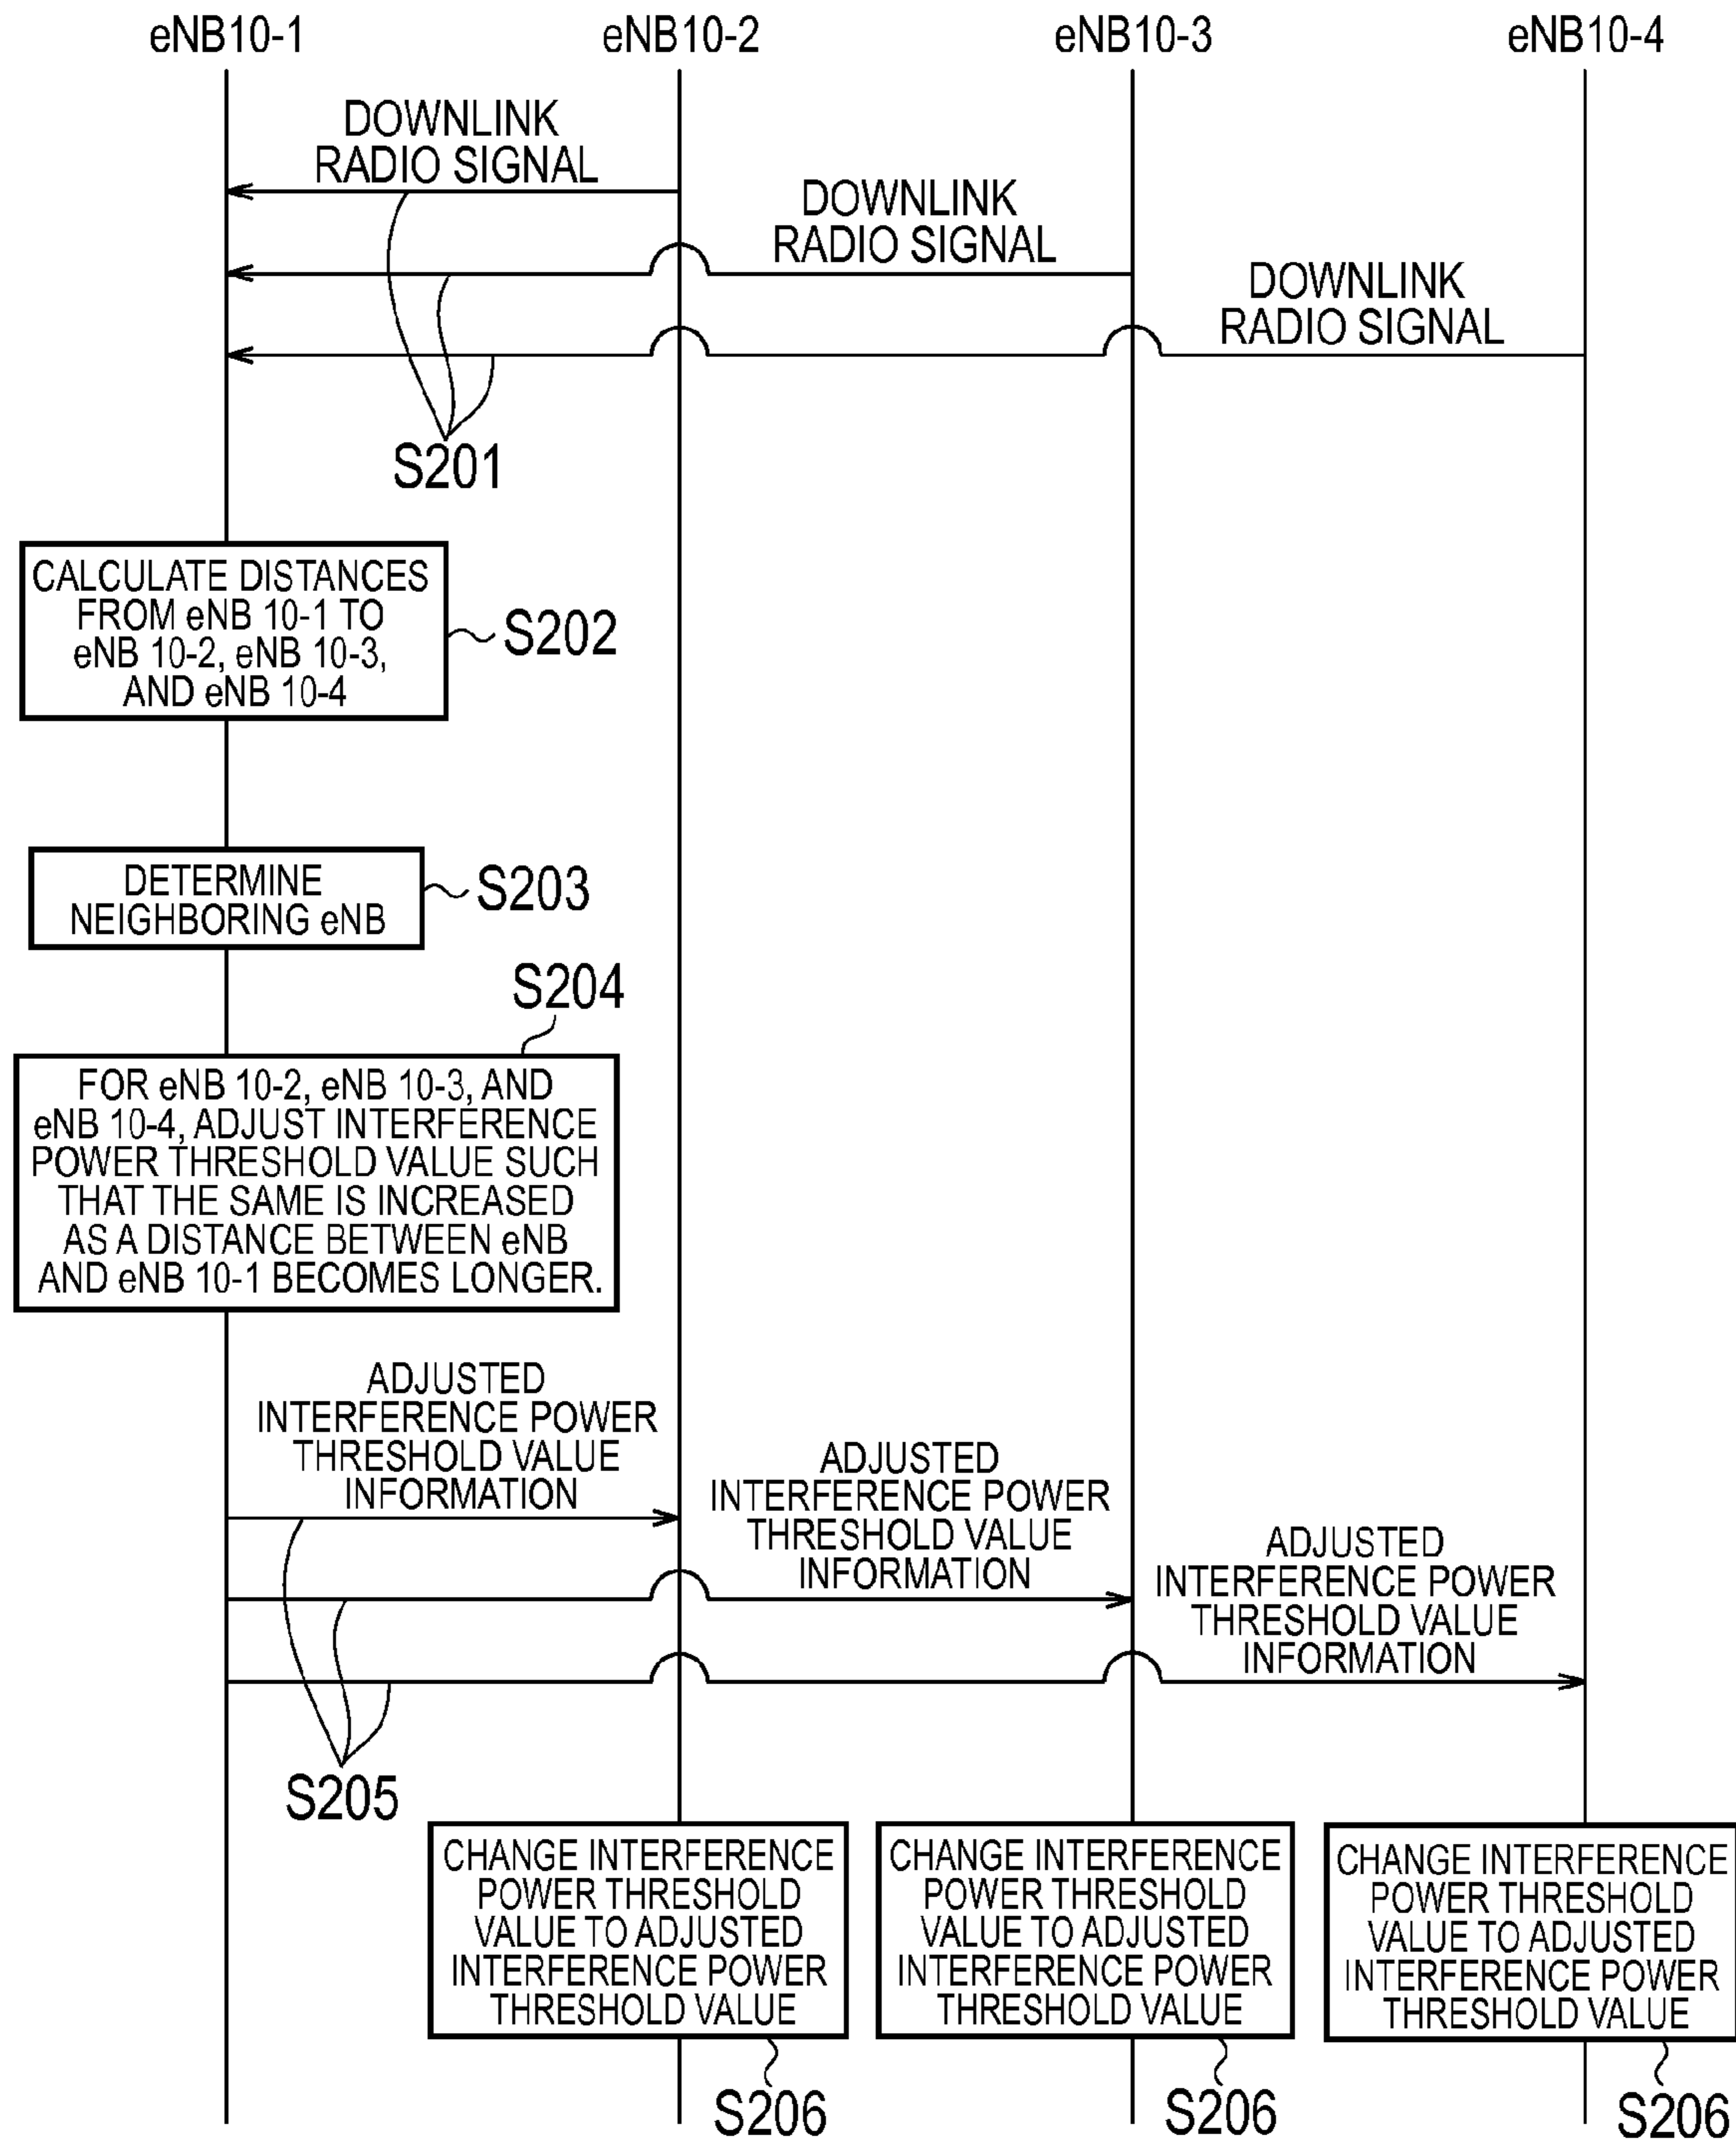 eNB10-1
eNB10-2
eNB10-3
eNB10-4
DOWNLINK
RADIO SIGNAL
DOWNLINK
RADIO SIGNAL
DOWNLINK
RADIO SIGNAL
S201
CALCULATE DISTANCES
FROM eNB 10-1 TO
eNB 10-2, eNB 10-3,
AND eNB 10-4
S202
DETERMINE
NEIGHBORING eNB
S203
S204
FOR eNB 10-2, eNB 10-3, AND
eNB 10-4, ADJUST INTERFERENCE
POWER THRESHOLD VALUE SUCH
THAT THE SAME IS INCREASED
AS A DISTANCE BETWEEN eNB
AND eNB 10-1 BECOMES LONGER.
ADJUSTED
INTERFERENCE POWER
THRESHOLD VALUE
INFORMATION
ADJUSTED
INTERFERENCE POWER
THRESHOLD VALUE
INFORMATION
ADJUSTED
INTERFERENCE POWER
THRESHOLD VALUE
INFORMATION
S205
CHANGE INTERFERENCE
POWER THRESHOLD
VALUE TO ADJUSTED
INTERFERENCE POWER
THRESHOLD VALUE
CHANGE INTERFERENCE
POWER THRESHOLD
VALUE TO ADJUSTED
INTERFERENCE POWER
THRESHOLD VALUE
CHANGE INTERFERENCE
POWER THRESHOLD
VALUE TO ADJUSTED
INTERFERENCE POWER
THRESHOLD VALUE
S206
S206
S206